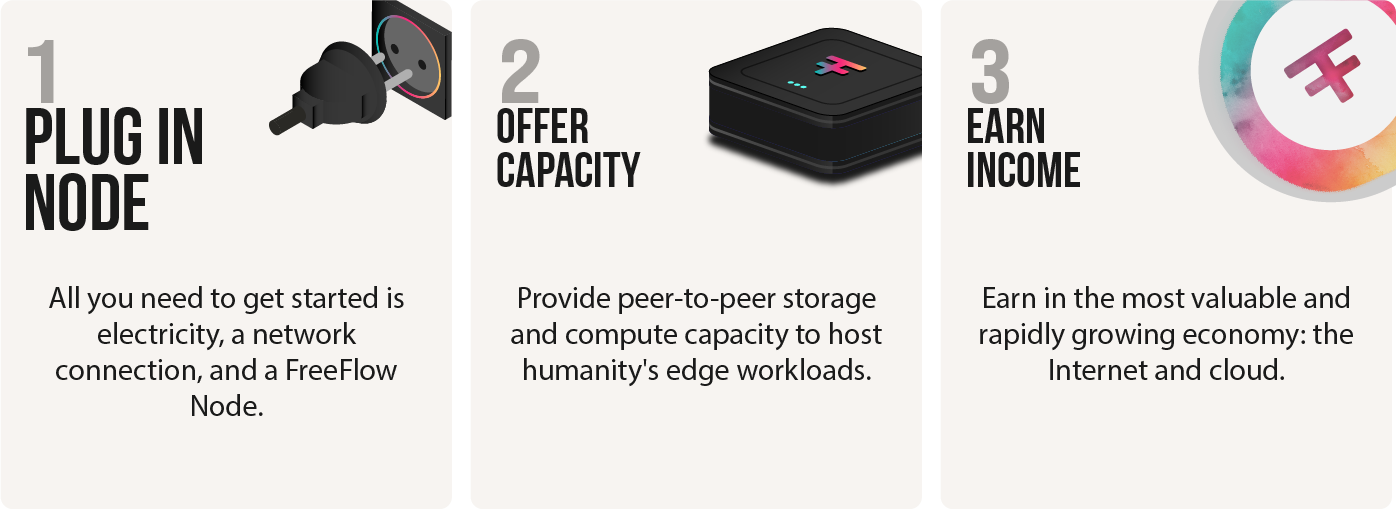 1
PLUG IN
NODE
All you need to get started is
electricity, a network
connection, and a FreeFlow
Node.
2
OFFER
CAPACITY
Provide peer-to-peer storage
and compute capacity to host
humanity's edge workloads.
3
EARN
INCOME
Earn in the most valuable and
rapidly growing economy: the
Internet and cloud.